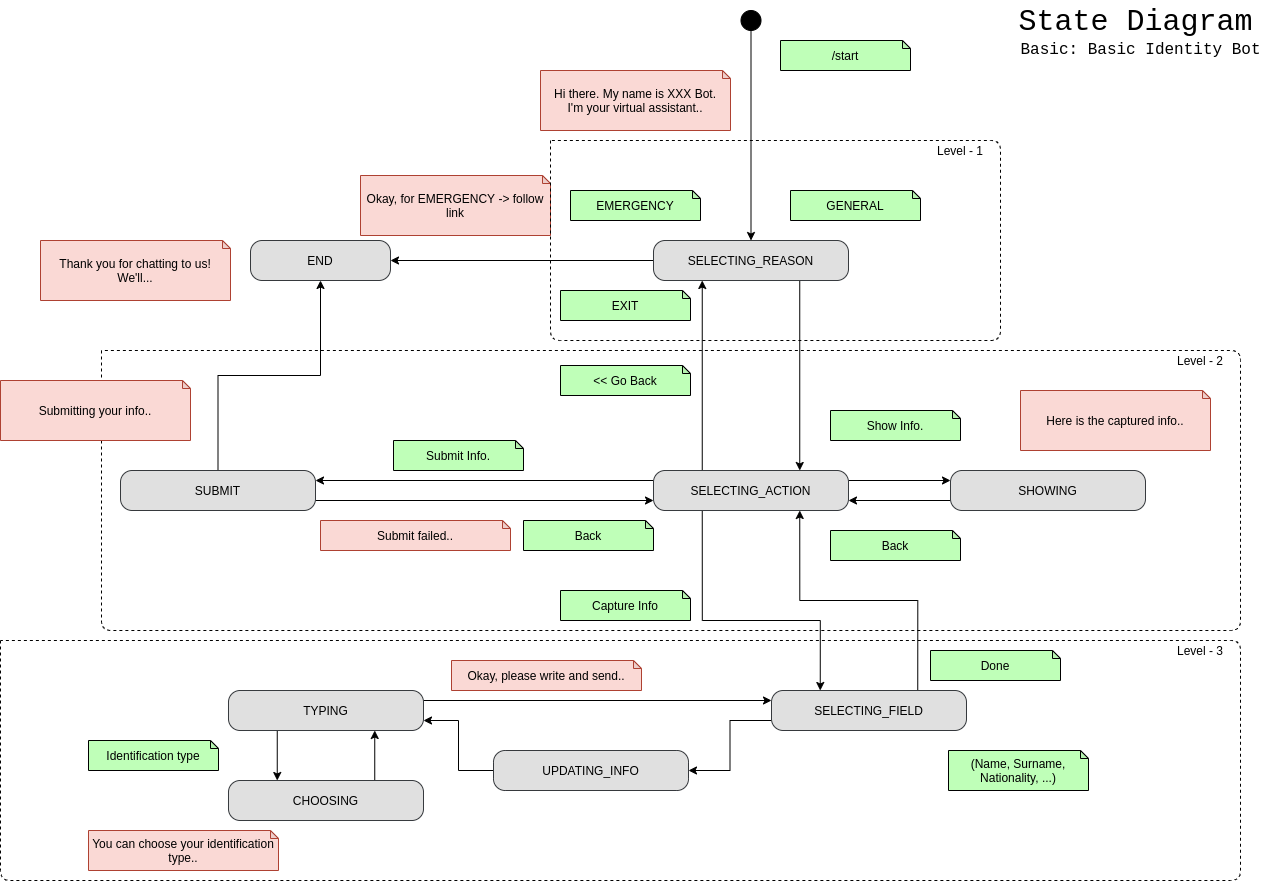 State Diagram
Basic: Basic Identity Bot
/start
Hi there. My name is XXX Bot.
I'm your virtual assistant..
Level - 1
Okay, for EMERGENCY -> follow
link
EMERGENCY
GENERAL
Thank you for chatting to us!
We'll...
END
SELECTING_REASON
EXIT
Level - 2
Submitting your info..
<< Go Back
Show Info.
Here is the captured info..
Submit Info.
SUBMIT
SELECTING_ACTION
SHOWING
Submit failed..
Back
Back
Capture Info
Level - 3
Okay, please write and send..
Done
TYPING
SELECTING_FIELD
Identification type
UPDATING_INFO
(Name, Surname,
Nationality, ...)
CHOOSING
You can choose your identification
type..